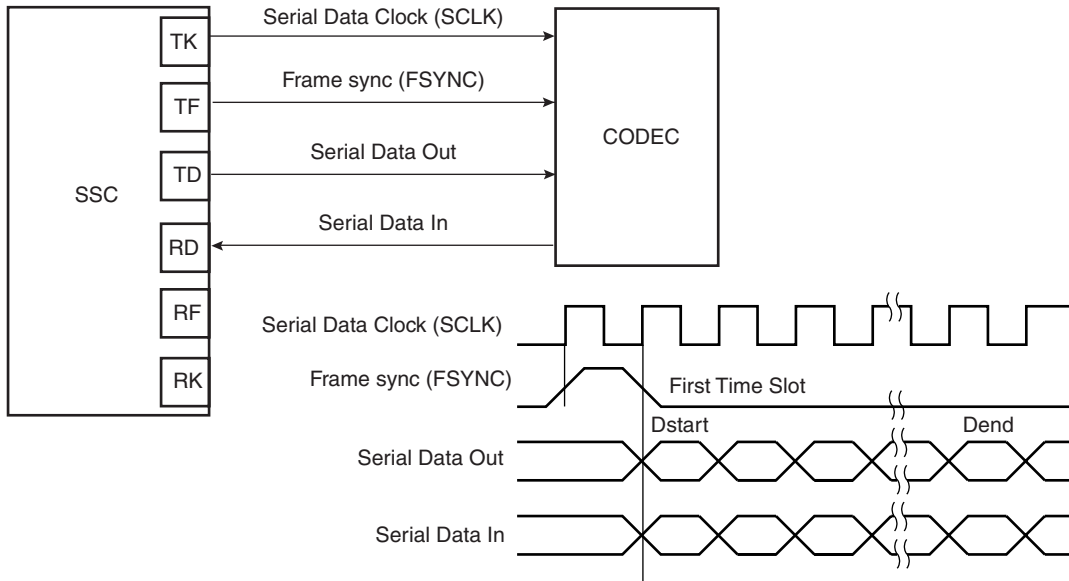 Serial Data Clock (SCLK)
TK
Frame sync (FSYNC)
TF
CODEC
Serial Data Out
TD
SSC
Serial Data In
RD
RF
Serial Data Clock (SCLK)
RK
Frame sync (FSYNC)
First Time Slot
Dstart
Dend
Serial Data Out
Serial Data In